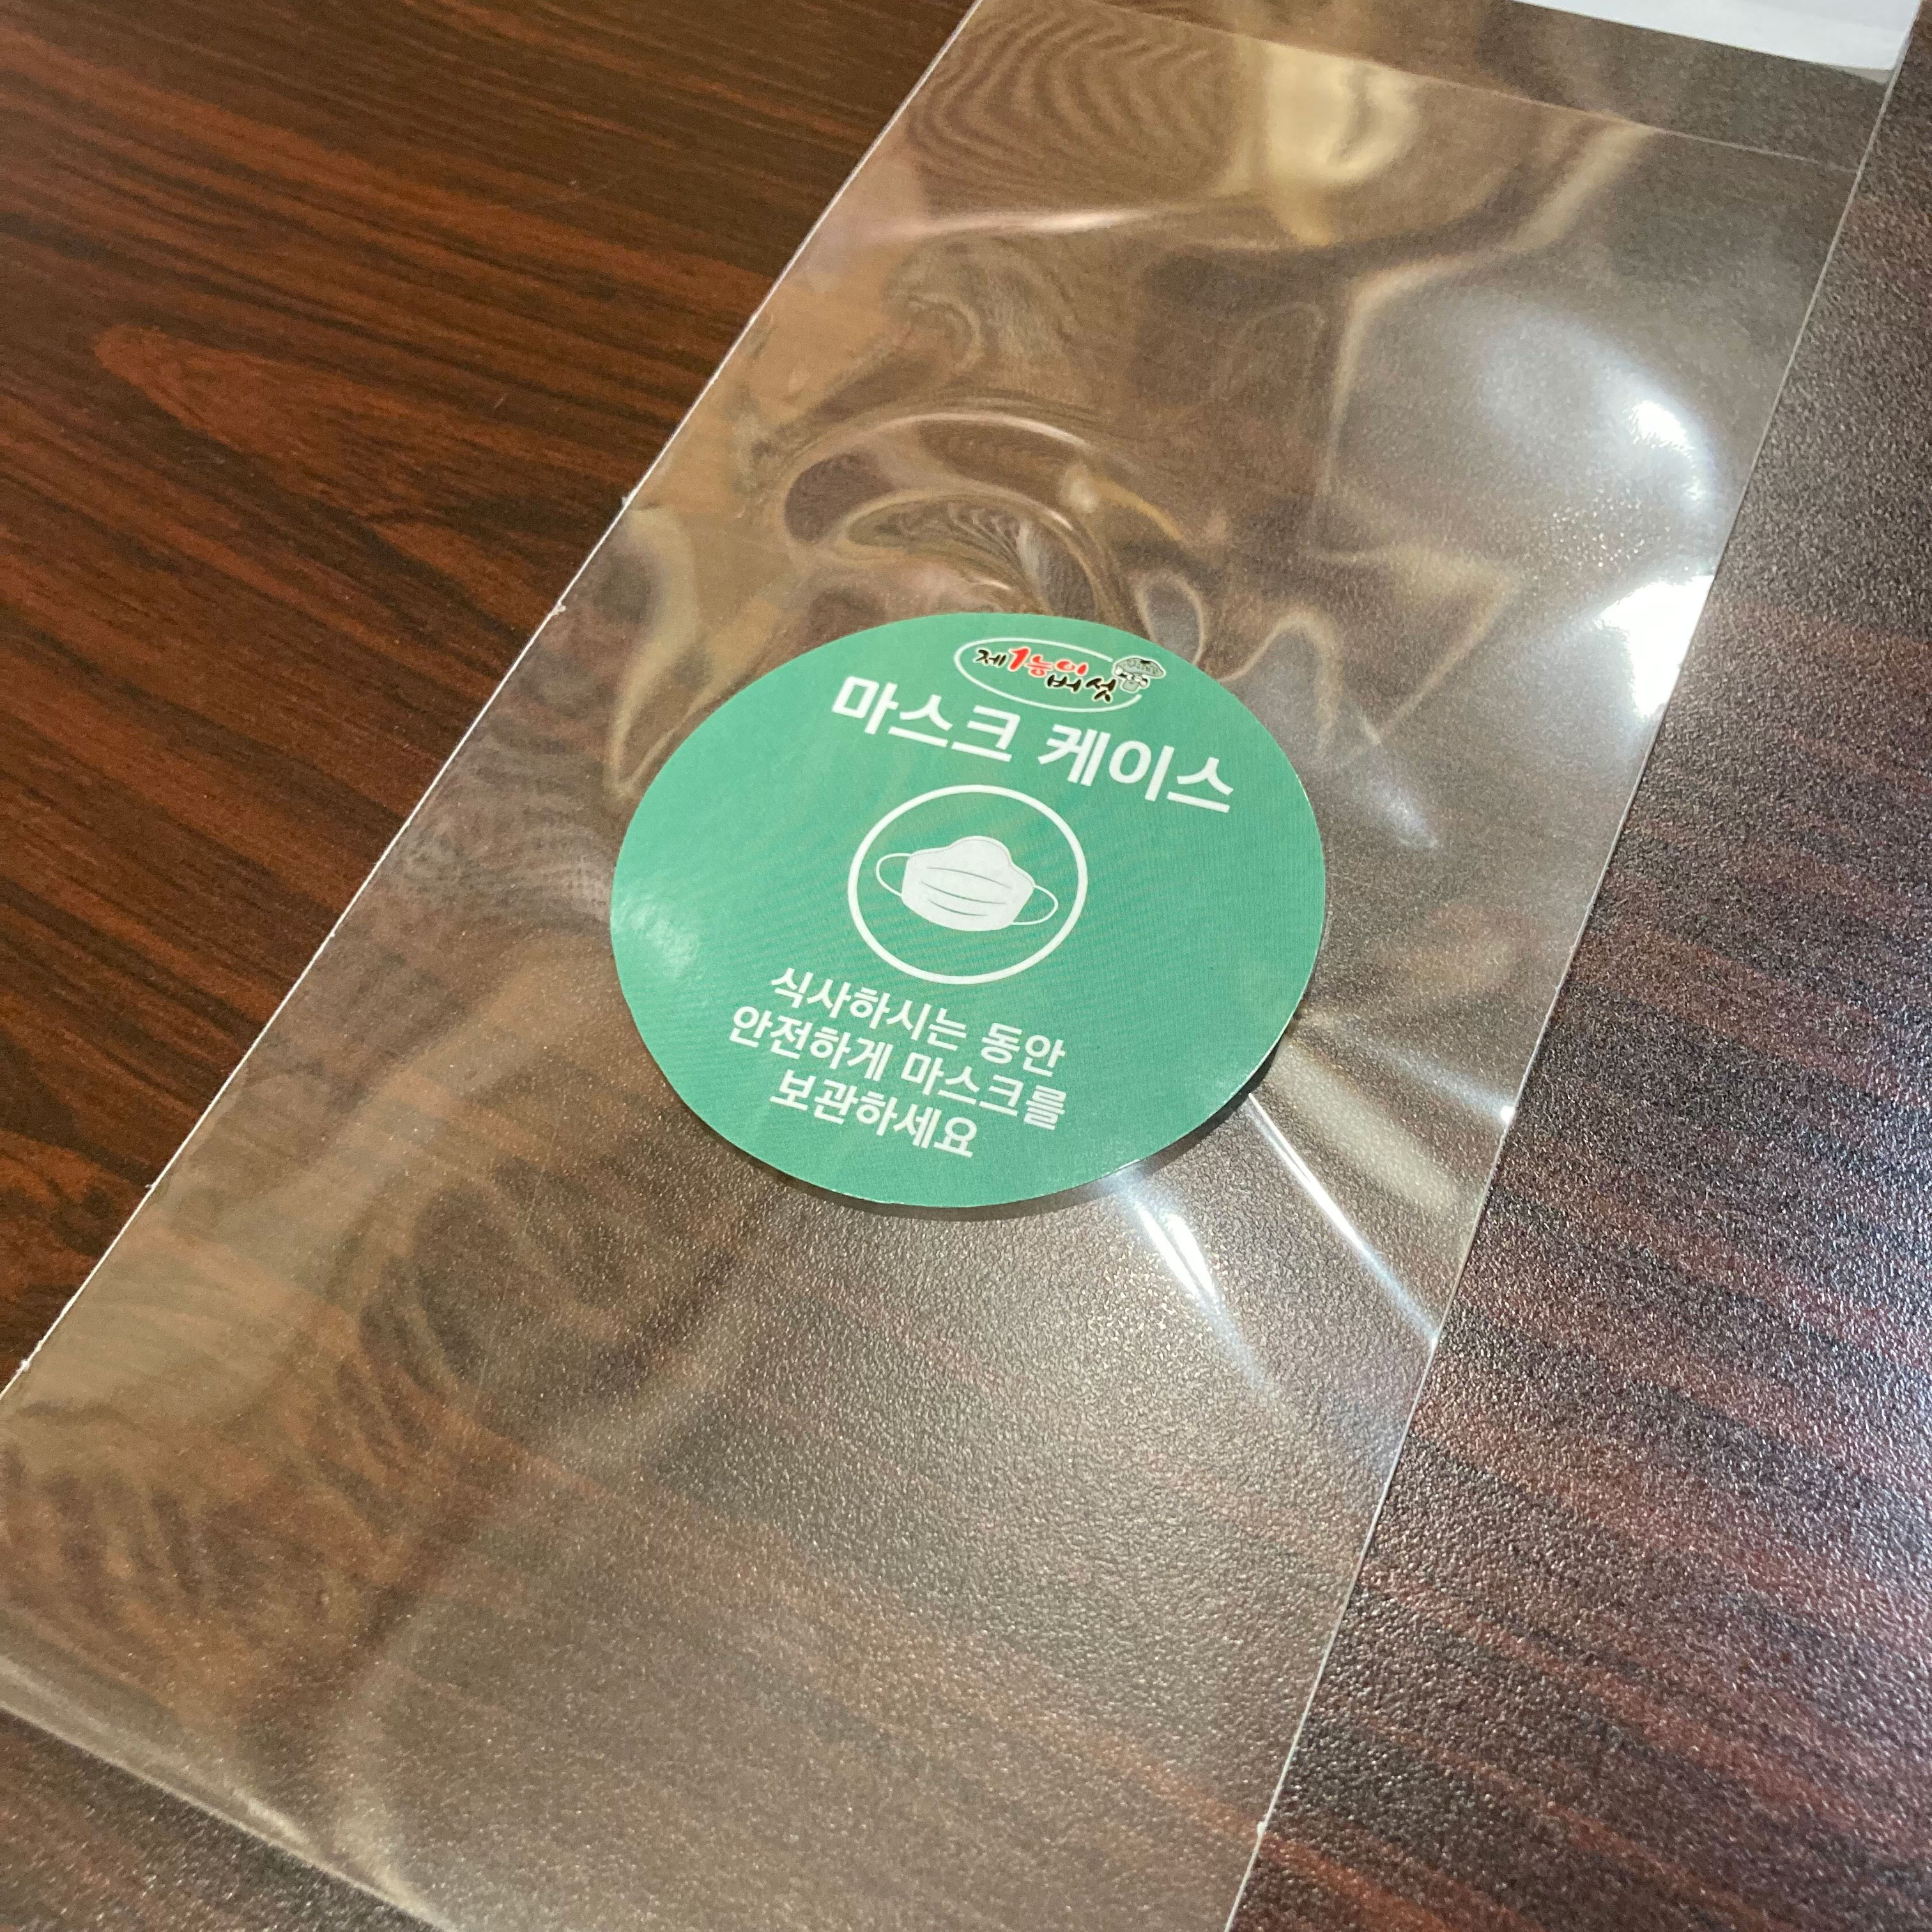 제1능이
버섯
마스크 케이스
식사하시는 동안
안전하게 마스크를
보관하세요